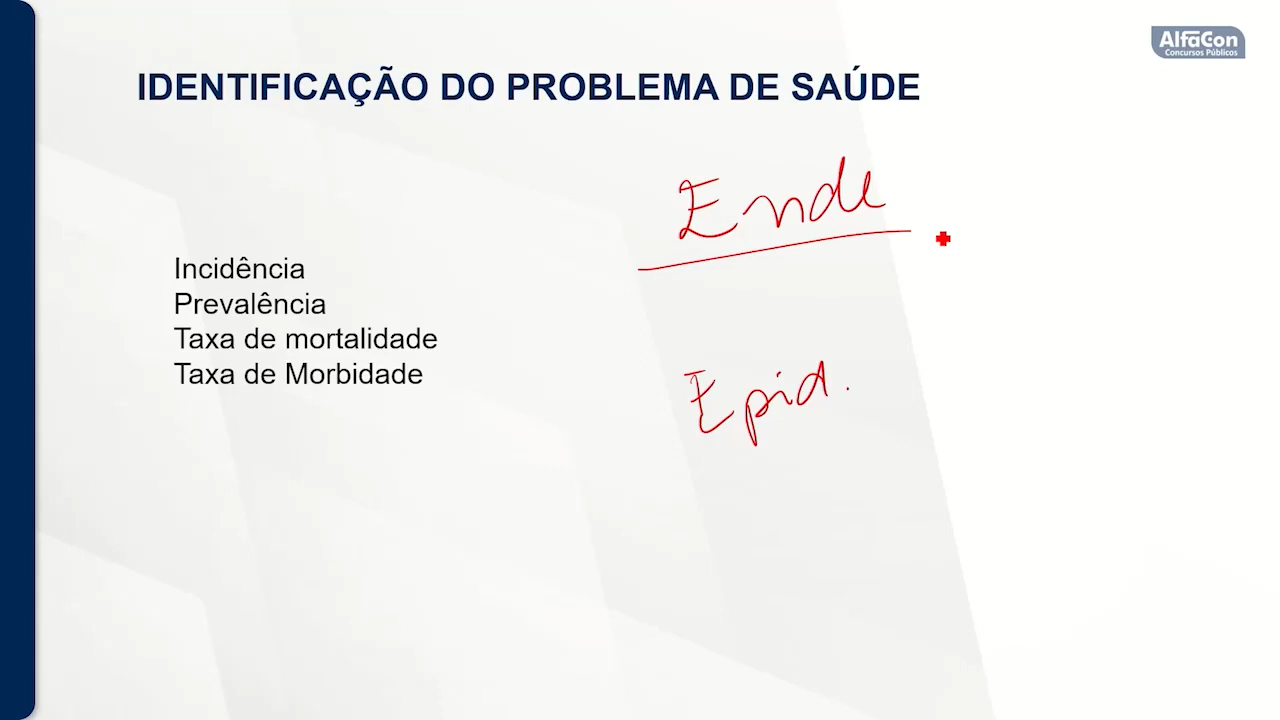 AlfaCon
Concursos Públicos
IDENTIFICAÇÃO DO PROBLEMA DE SAÚDE
Ende
Incidência
Prevalência
Taxa de mortalidade
Taxa de Morbidade
Epid.